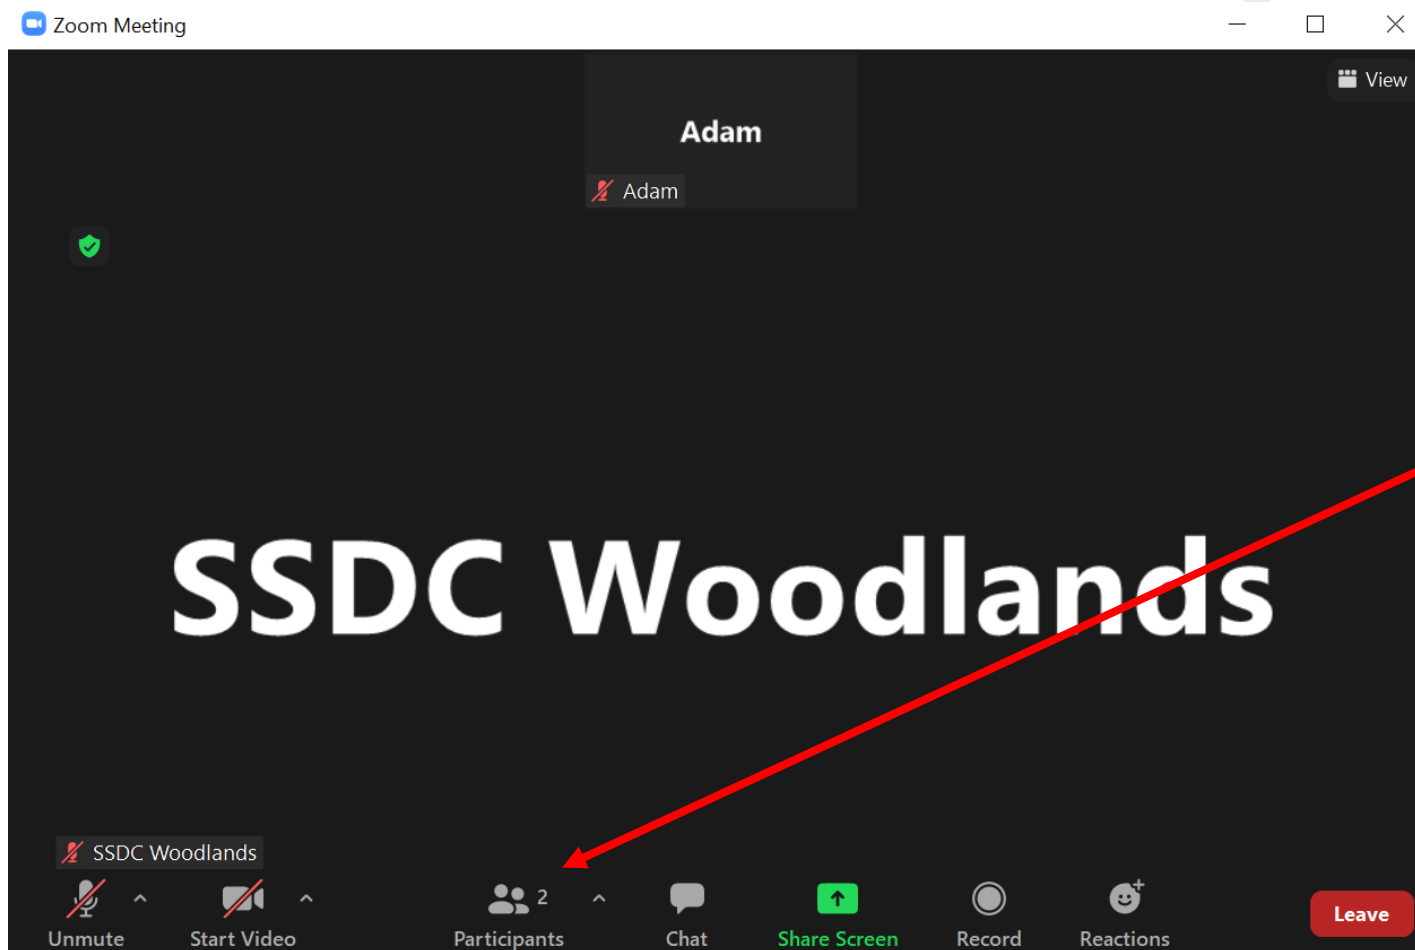 Zoom Meeting
View
Adam
Adam
SSDC Woodlands
SSDC Woodlands
2
Unmute
Start Video
Participants
Chat
Share Screen
Record
Reactions
Leave